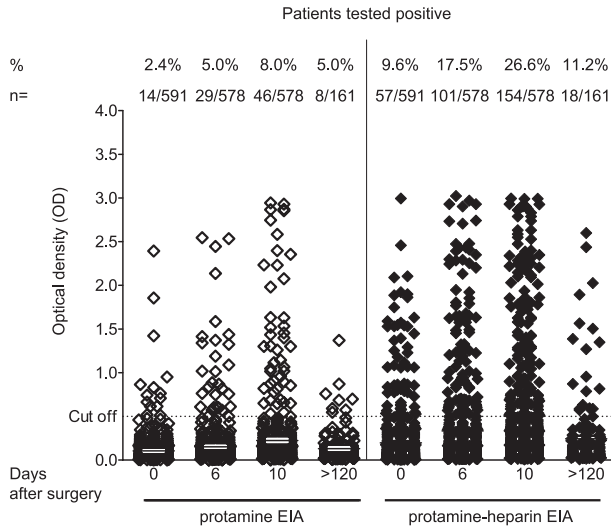 Patients tested positive
% 2.4% 5.0% 8.0% 5.0% 9.6% 17.5% 26.6% 11.2%
n= 14/591 29/578 46/578 8/161 57/591 101/578 154/578 18/161
Optical density (OD)
4.0
3.5
3.0
2.5
2.0
1.5
1.0
0.5
Cut off
0.0
Days after surgery
0 6 10 >120 0 6 10 >120
protamine EIA protamine-heparin EIA